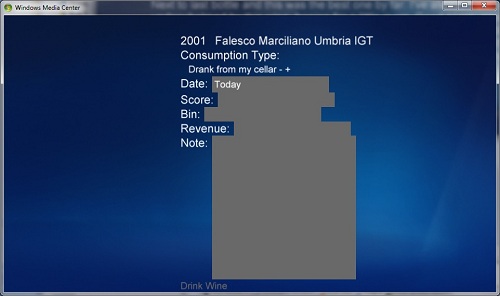 Windows Media Center
2001 Falesco Marciliano Umbria IGT
Consumption Type:
Drank from my cellar - +
Date: Today
Score:
Bin:
Revenue:
Note:
Drink Wine